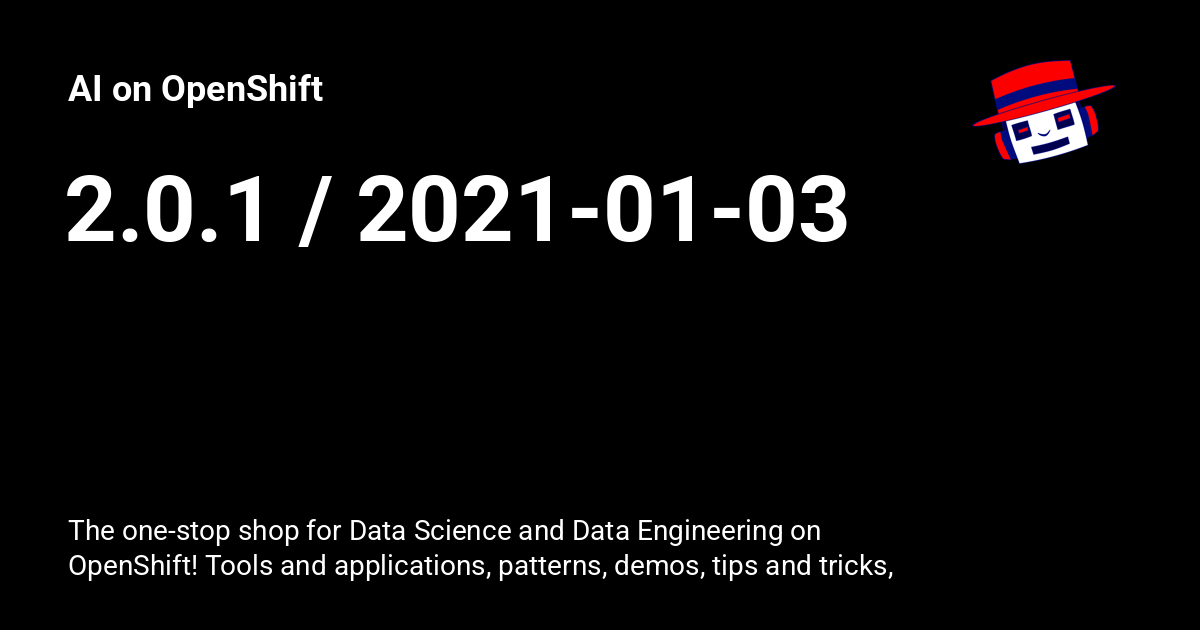 AI on OpenShift
2.0.1 / 2021-01-03
The one-stop shop for Data Science and Data Engineering on
OpenShift! Tools and applications, patterns, demos, tips and tricks,